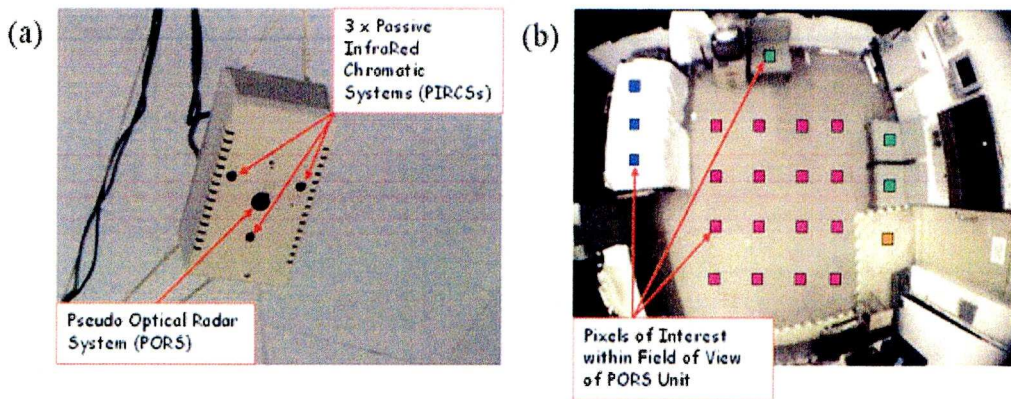 (a)
3 x Passive
InfraRed
Chromatic
Systems (PIRCSs)
Pseudo Optical Radar
System (PORS)
(b)
Pixels of Interest
within Field of View
of PORS Unit